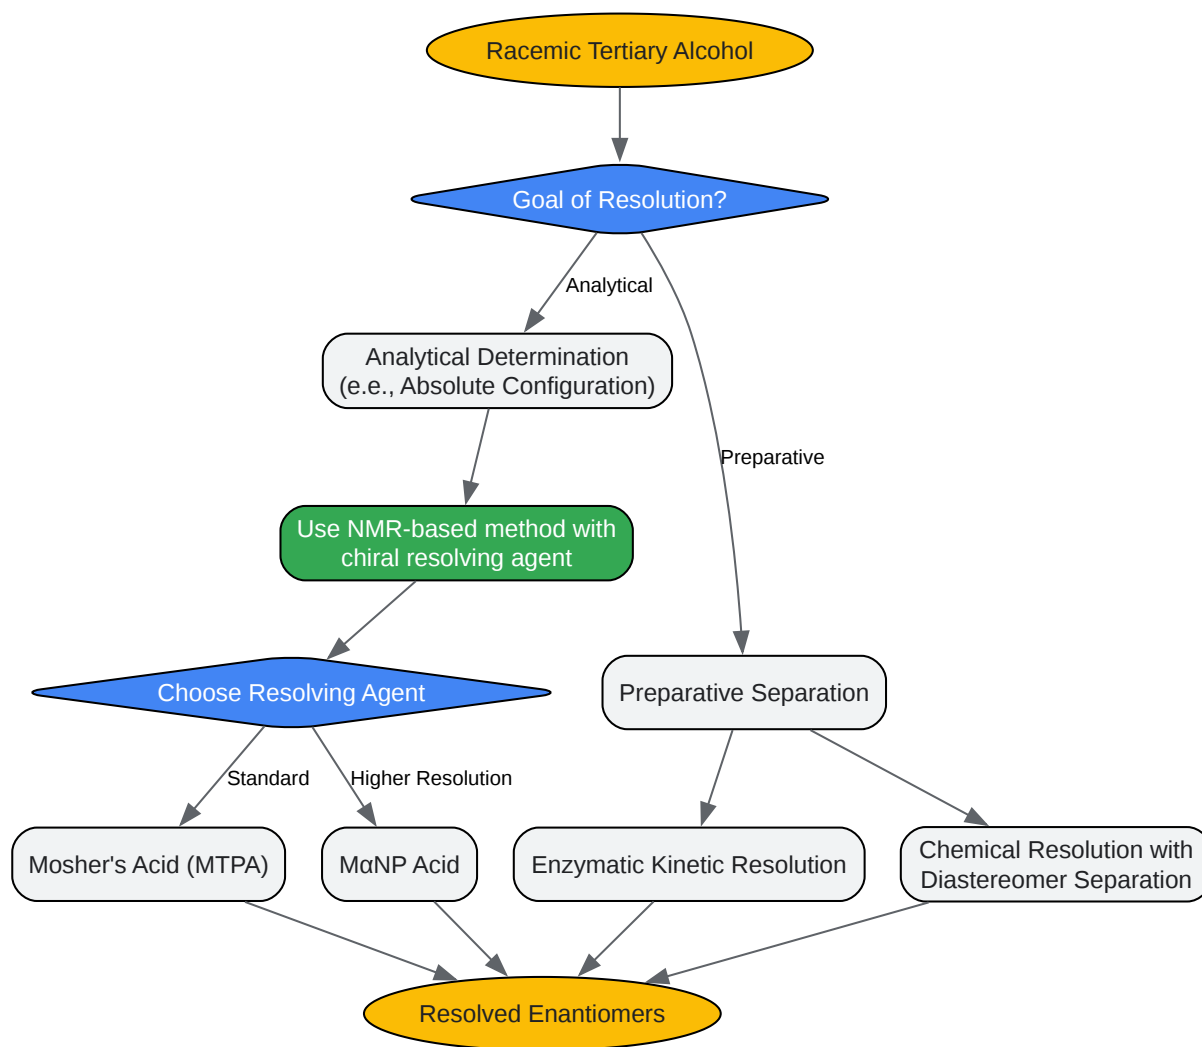 Racemic Tertiary Alcohol
Goal of Resolution?
Analytical
Analytical Determination
(e.e., Absolute Configuration)
Preparative
Use NMR-based method with
chiral resolving agent
Choose Resolving Agent
Preparative Separation
Standard
Higher Resolution
Mosher's Acid (MTPA)
MαNP Acid
Enzymatic Kinetic Resolution
Chemical Resolution with
Diastereomer Separation
Resolved Enantiomers